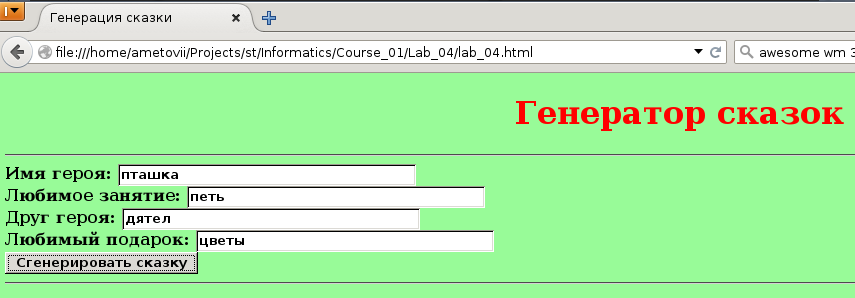 Генерация сказки
file:///home/ametovii/Projects/st/Informatics/Course_01/Lab_04/lab_04.html
awesome wm 3
Генератор сказок
Имя героя: пташка
Любимое занятие: петь
Друг героя: дятел
Любимый подарок: цветы
Сгенерировать сказку